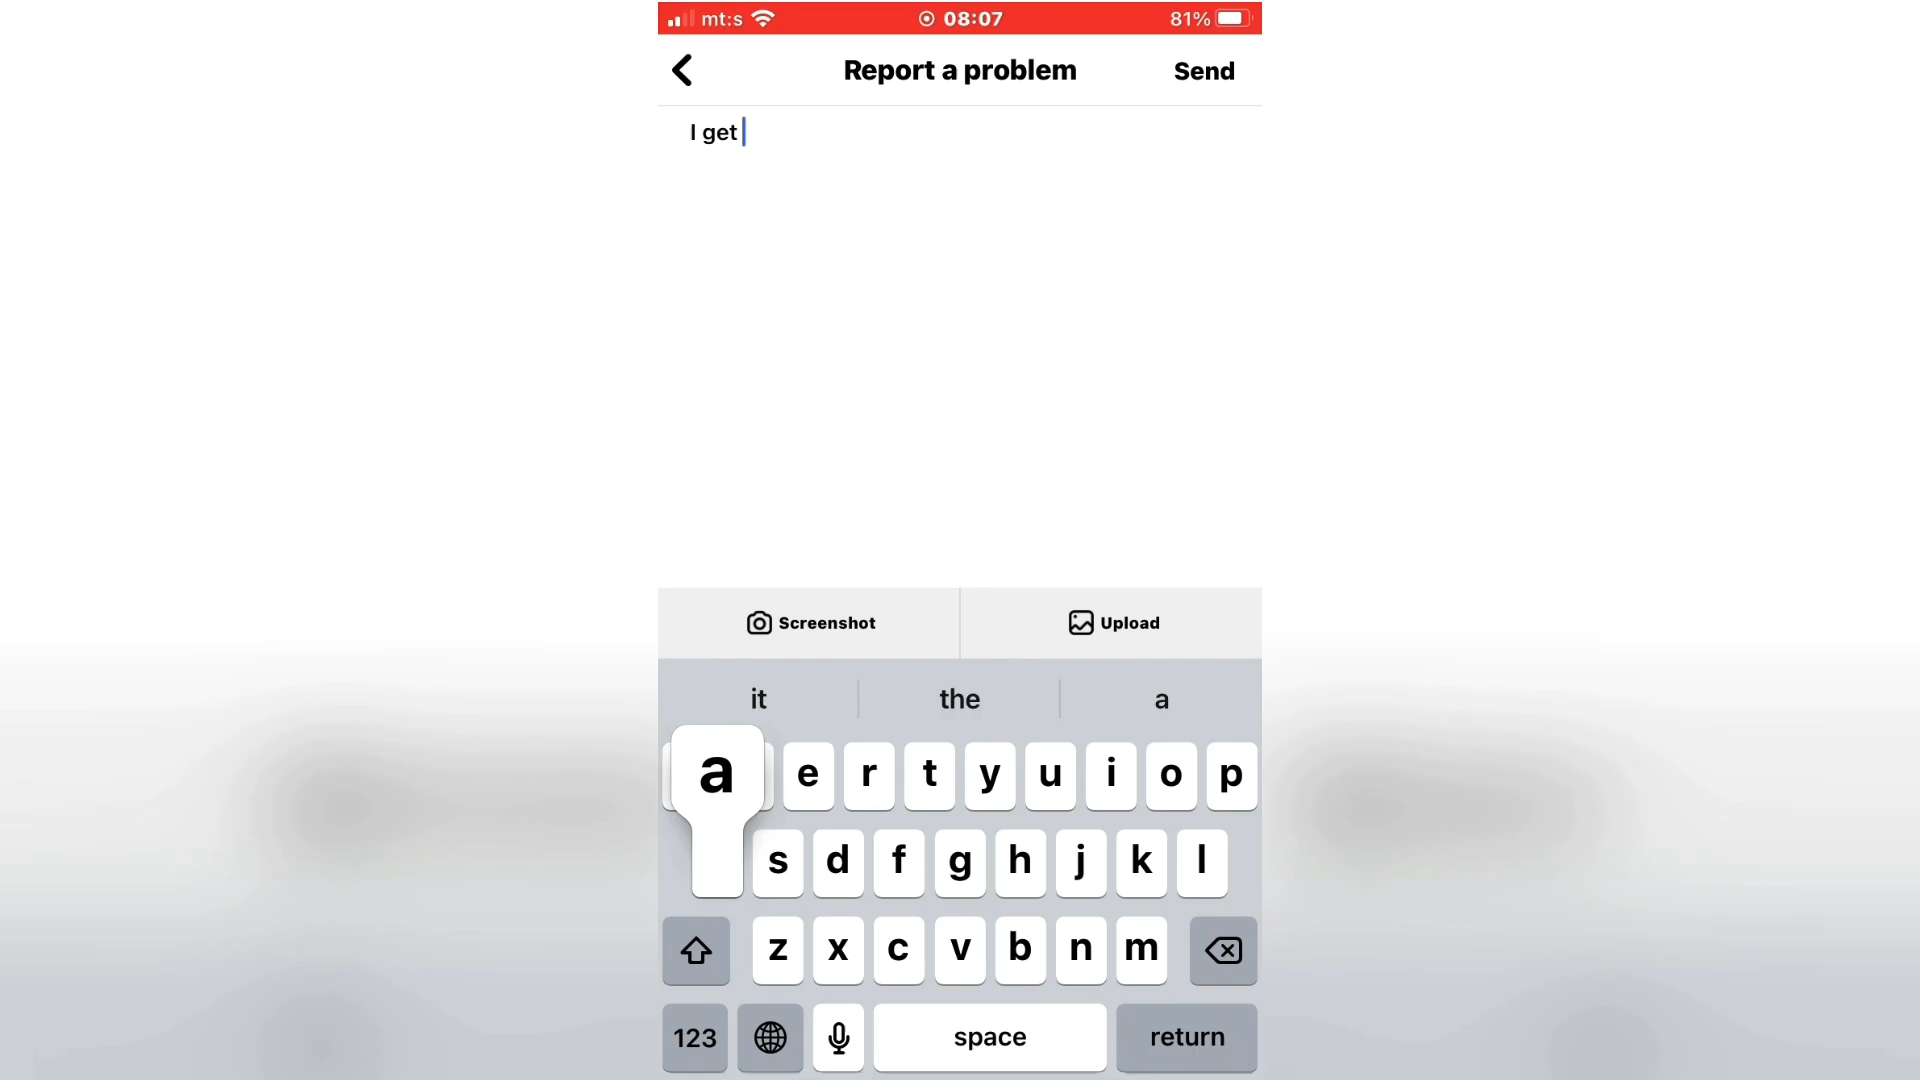 mt:s 08:07 81%
Report a problem Send
I get
Screenshot Upload
it the a
a e r t y u i o p
s d f g h j k l
z x c v b n m
123 space return